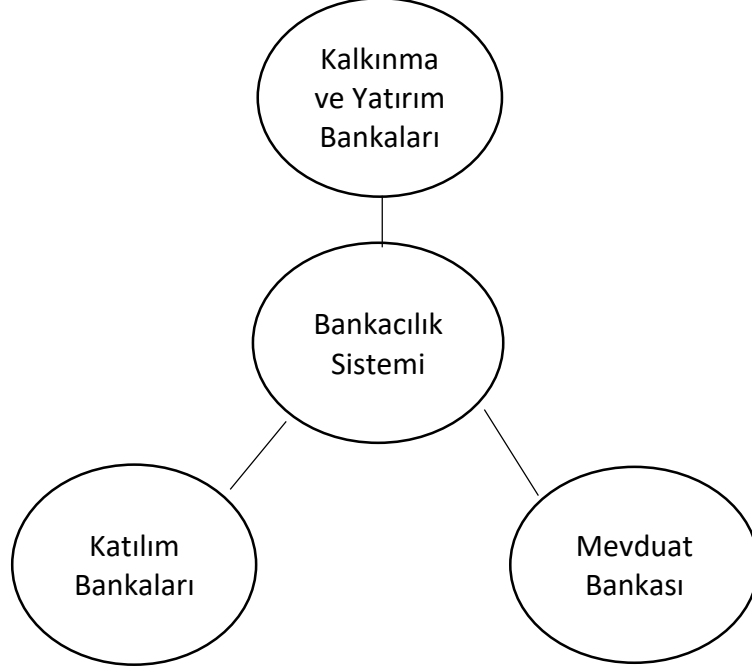 Kalkınma
ve Yatırım
Bankaları
Bankacılık
Sistemi
Katılım
Bankaları
Mevduat
Bankası